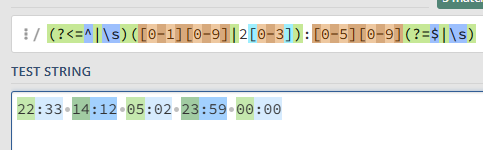 / (?<=^|\s)([0-1][0-9]|2[0-3]):[0-5][0-9](?=$|\s)
TEST STRING
22:33·14:12·05:02·23:59·00:00